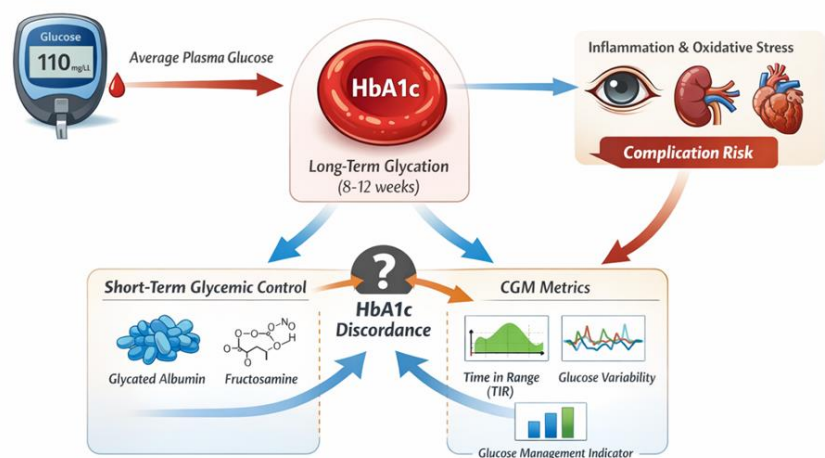 Glucose
110 mg/LL
Average Plasma Glucose
HbA1c
Long-Term Glycation
(8-12 weeks)
Inflammation & Oxidative Stress
Complication Risk
Short-Term Glycemic Control
?
HbA1c
Discordance
CGM Metrics
Glycated Albumin
O
O
O
NO
H
O
O
Fructosamine
Time in Range
(TIR)
Glucose Variability
Glucose Management Indicator